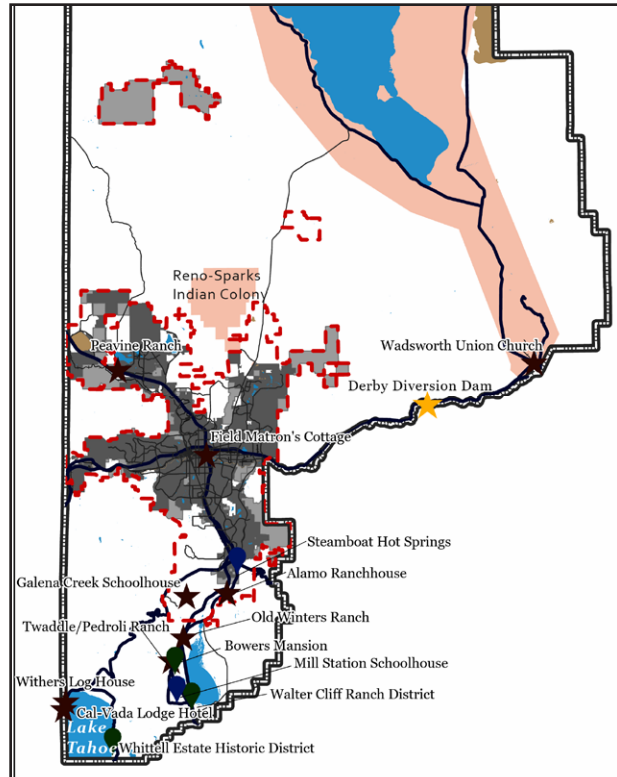 Reno-Sparks
Indian Colony
Peavine Ranch
Wadsworth Union Church
Derby Diversion Dam
Field Matron's Cottage
Steamboat Hot Springs
Galena Creek Schoolhouse
Alamo Ranchhouse
Old Winters Ranch
Twaddle/Pedroli Ranch
Bowers Mansion
Mill Station Schoolhouse
Withers Log House
Walter Cliff Ranch District
Cal-Vada Lodge Hotel
Lake
Tahoe
Whittell Estate Historic District